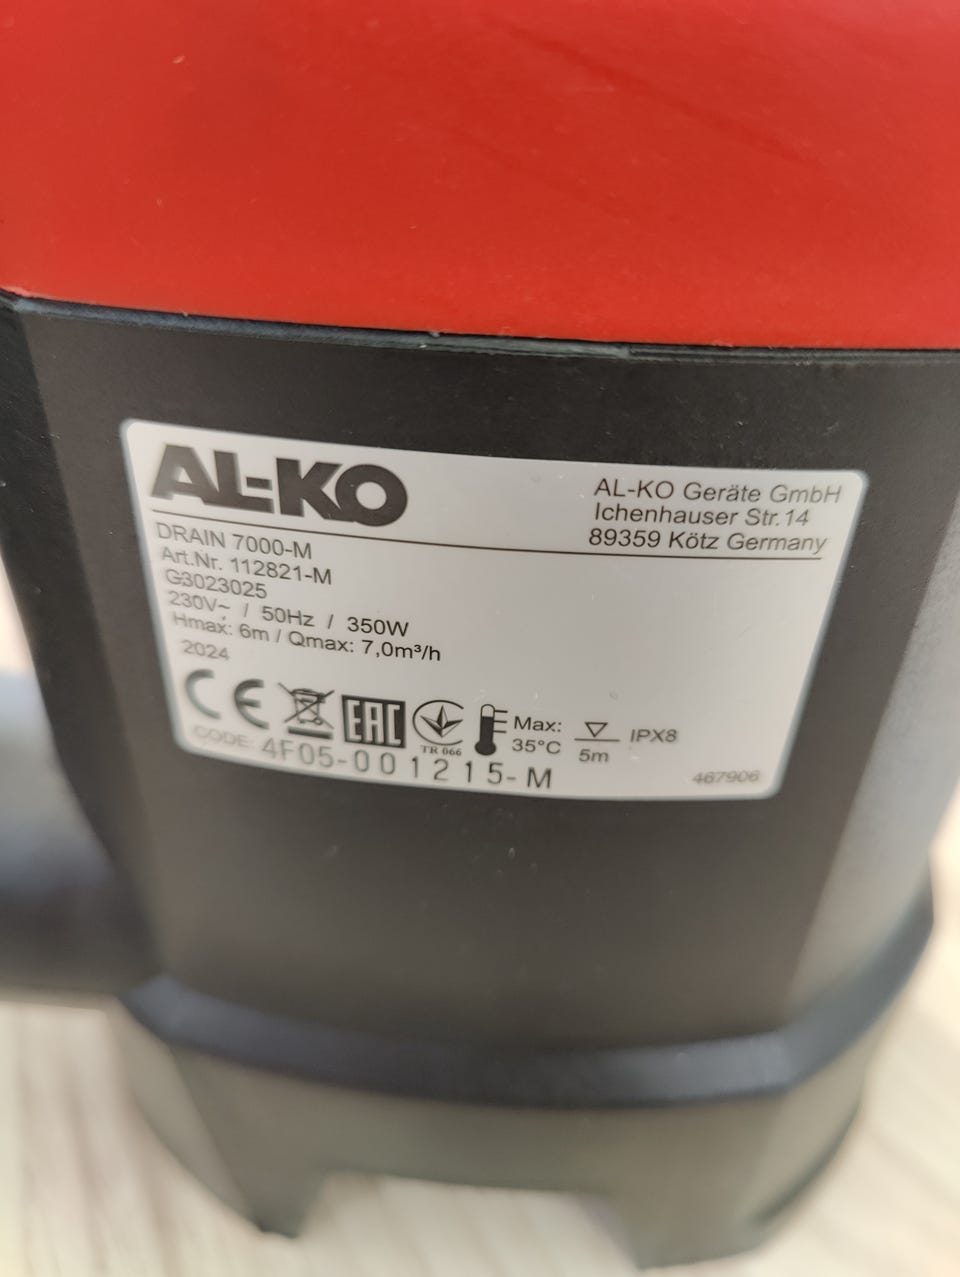 AL-KO
AL-KO Geräte GmbH
Ichenhauser Str.14
89359 Kötz Germany
DRAIN 7000-M
Art.Nr. 112821-M
G3023025
230V~ / 50Hz / 350W
Hmax: 6m / Qmax: 7,0m³/h
2024
CE EAC TR 066 Max: 35°C 5m IPX8
CODE: 4F05-001215-M
467906